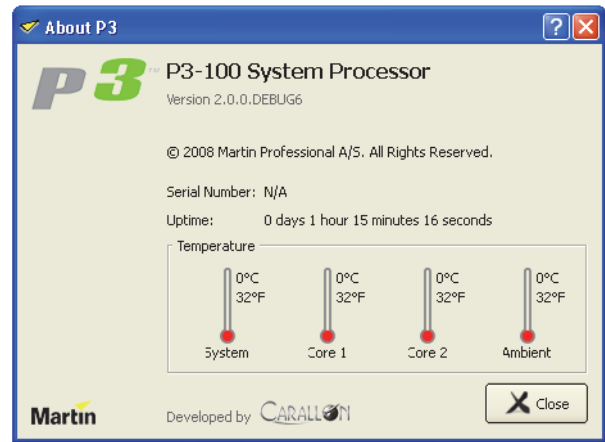 About P3
P3™
P3-100 System Processor
Version 2.0.0.DEBUG6
© 2008 Martin Professional A/S. All Rights Reserved.
Serial Number: N/A
Uptime: 0 days 1 hour 15 minutes 16 seconds
Temperature
0°C 0°C 0°C 0°C
32°F 32°F 32°F 32°F
System Core 1 Core 2 Ambient
Martin
Developed by CARALLON
Close